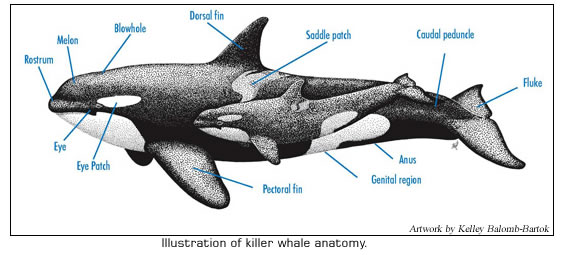 Dorsal fin
Blowhole
Saddle patch
Caudal peduncle
Melon
Rostrum
Fluke
Eye
Eye Patch
Anus
Genital region
Pectoral fin
Artwork by Kelley Balomb-Bartok
Illustration of killer whale anatomy.